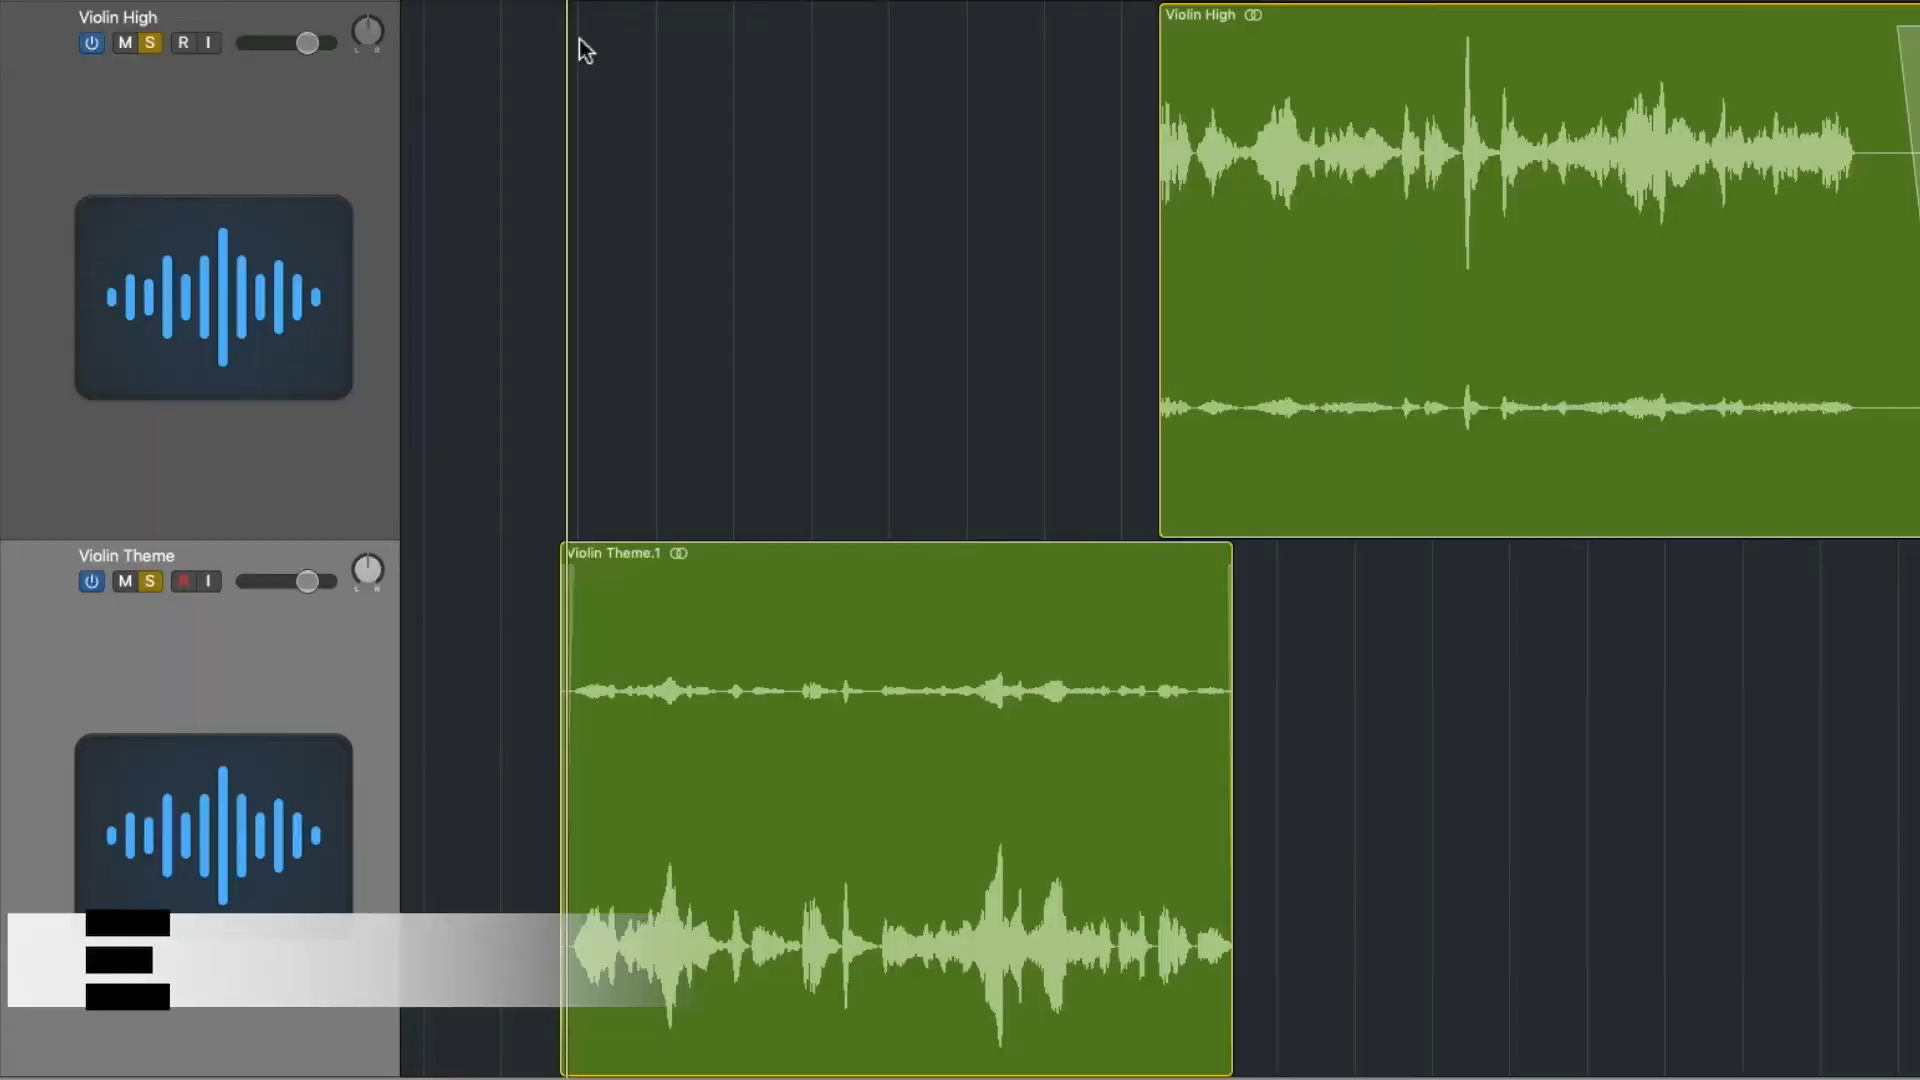 Violin High
M S R I
L R
Violin High
Violin Theme
M S R I
L R
Violin Theme.1